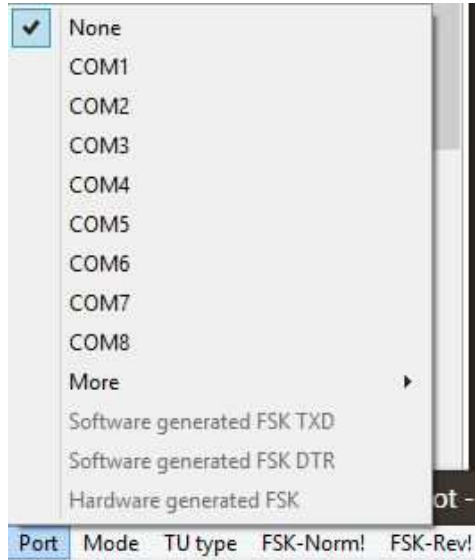 None
COM1
COM2
COM3
COM4
COM5
COM6
COM7
COM8
More
Software generated FSK TXD
Software generated FSK DTR
Hardware generated FSK
ot -
Port Mode TU type FSK-Norm! FSK-Rev!